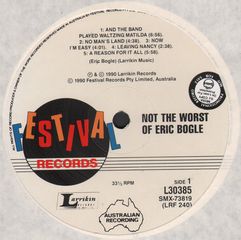 1 - AND THE BAND
PLAYED WALTZING MATILDA (6.56).
2 - NO MAN'S LAND (6.38). 3 - NOW
I'M EASY (4.01). 4 - LEAVING NANCY (5.38).
5 - A REASON FOR IT ALL (5.58).
(Eric Bogle) (Larrikin Music)
℗ & © 1990 Larrikin Records
© 1990 Festival Records Pty Limited, Australia
FESTIVAL
RECORDS
NOT THE WORST
OF ERIC BOGLE
33⅓ RPM
SIDE 1
L30385
SMX-73819
(LRF 240)
Larrikin
AUSTRALIAN
RECORDING